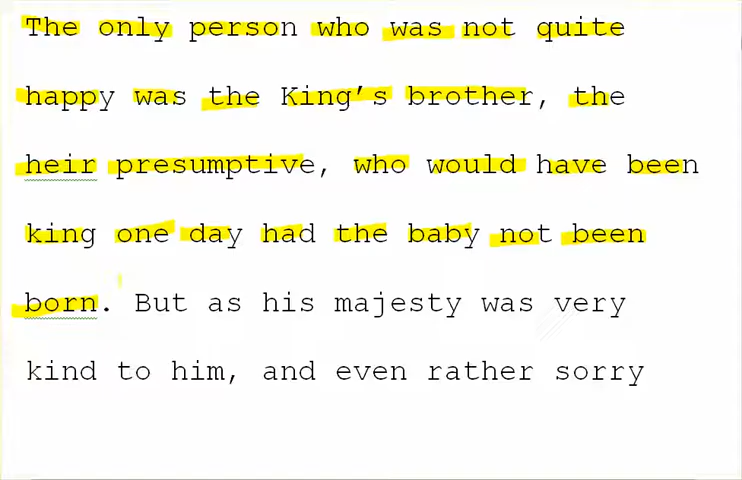 The only person who was not quite
happy was the King's brother, the
heir presumptive, who would have been
king one day had the baby not been
born. But as his majesty was very
kind to him, and even rather sorry